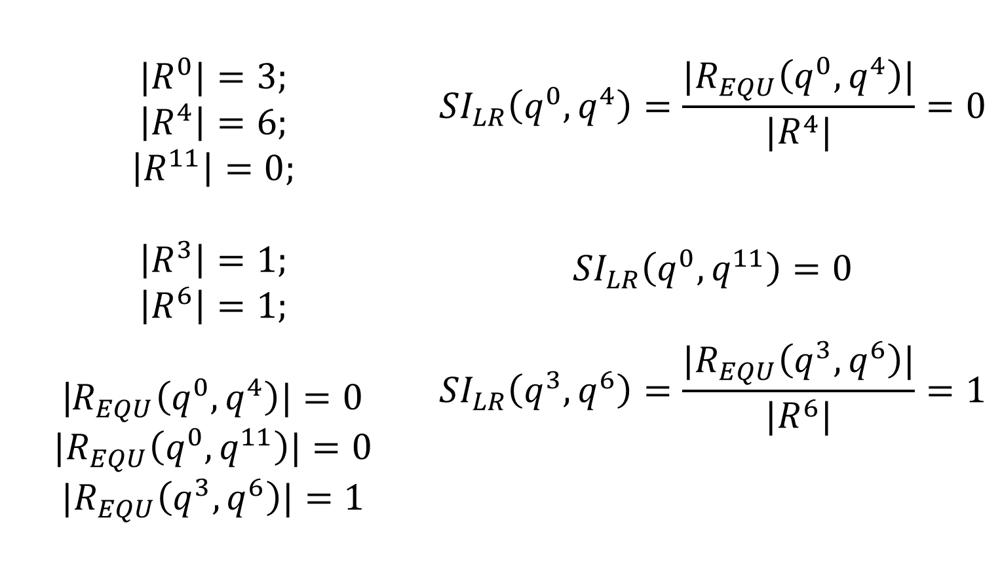 |R⁰| = 3;
|R⁴| = 6;
|R¹¹| = 0;
|R³| = 1;
|R⁶| = 1;
|R_EQU(q⁰, q⁴)| = 0
|R_EQU(q⁰, q¹¹)| = 0
|R_EQU(q³, q⁶)| = 1
SI_LR(q⁰, q⁴) = |R_EQU(q⁰, q⁴)| / |R⁴| = 0
SI_LR(q⁰, q¹¹) = 0
SI_LR(q³, q⁶) = |R_EQU(q³, q⁶)| / |R⁶| = 1